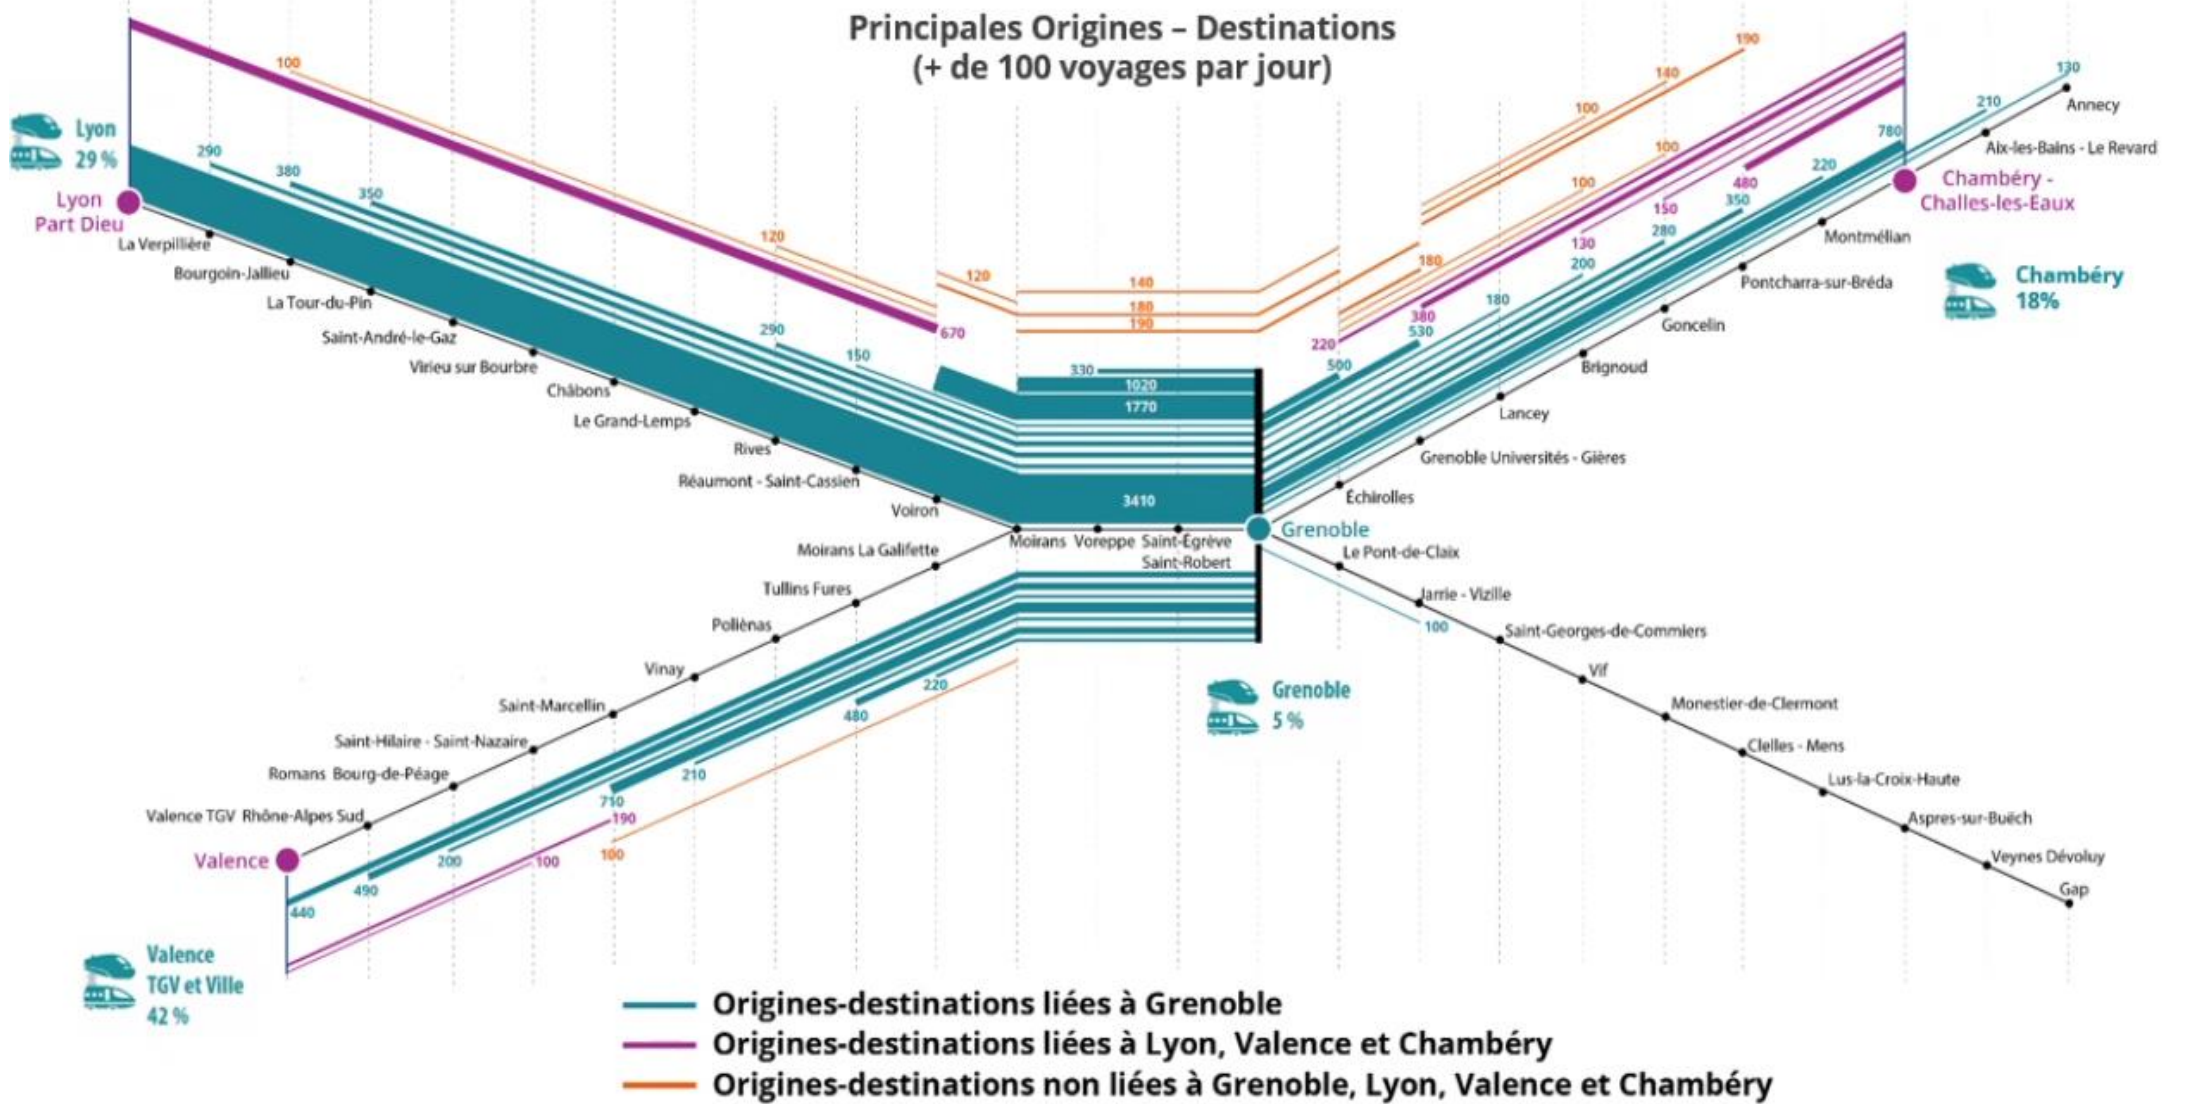 Principales Origines – Destinations
(+ de 100 voyages par jour)
190
140
100
100
100
130
210
Annecy
Aix-les-Bains - Le Revard
780
220
480
350
150
280
130
200
180
180
380
530
220
500
Lyon
29 %
Lyon
Part Dieu
100
290
380
350
120
290
150
120
670
140
180
190
330
1020
1770
3410
Chambéry -
Challes-les-Eaux
Chambéry
18%
Montmélian
Pontcharra-sur-Bréda
Goncelin
Brignoud
Lancey
Grenoble Universités - Gières
Échirolles
Grenoble
La Verpillière
Bourgoin-Jallieu
La Tour-du-Pin
Saint-André-le-Gaz
Virieu sur Bourbre
Châbons
Le Grand-Lemps
Rives
Réaumont - Saint-Cassien
Voiron
Moirans
Voreppe
Saint-Égrève
Saint-Robert
Moirans La Galifette
Tullins Fures
Poliènas
Vinay
Saint-Marcellin
Saint-Hilaire - Saint-Nazaire
Romans Bourg-de-Péage
Valence TGV Rhône-Alpes Sud
Valence
440
490
200
100
710
190
100
210
480
220
Valence
TGV et Ville
42 %
Grenoble
5 %
Le Pont-de-Claix
Jarrie - Vizille
100
Saint-Georges-de-Commiers
Vif
Monestier-de-Clermont
Clelles - Mens
Lus-la-Croix-Haute
Aspres-sur-Buëch
Veynes Dévoluy
Gap
Origines-destinations liées à Grenoble
Origines-destinations liées à Lyon, Valence et Chambéry
Origines-destinations non liées à Grenoble, Lyon, Valence et Chambéry